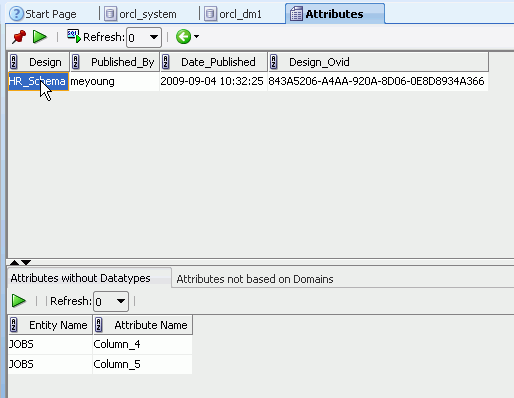 Start Page orcl_system orcl_dm1 Attributes
Refresh: 0
Design Published_By Date_Published Design_Ovid
HR_Schema meyoung 2009-09-04 10:32:25 843A5206-A4AA-920A-8D06-0E8D8934A366
Attributes without Datatypes Attributes not based on Domains
Refresh: 0
Entity Name Attribute Name
JOBS Column_4
JOBS Column_5